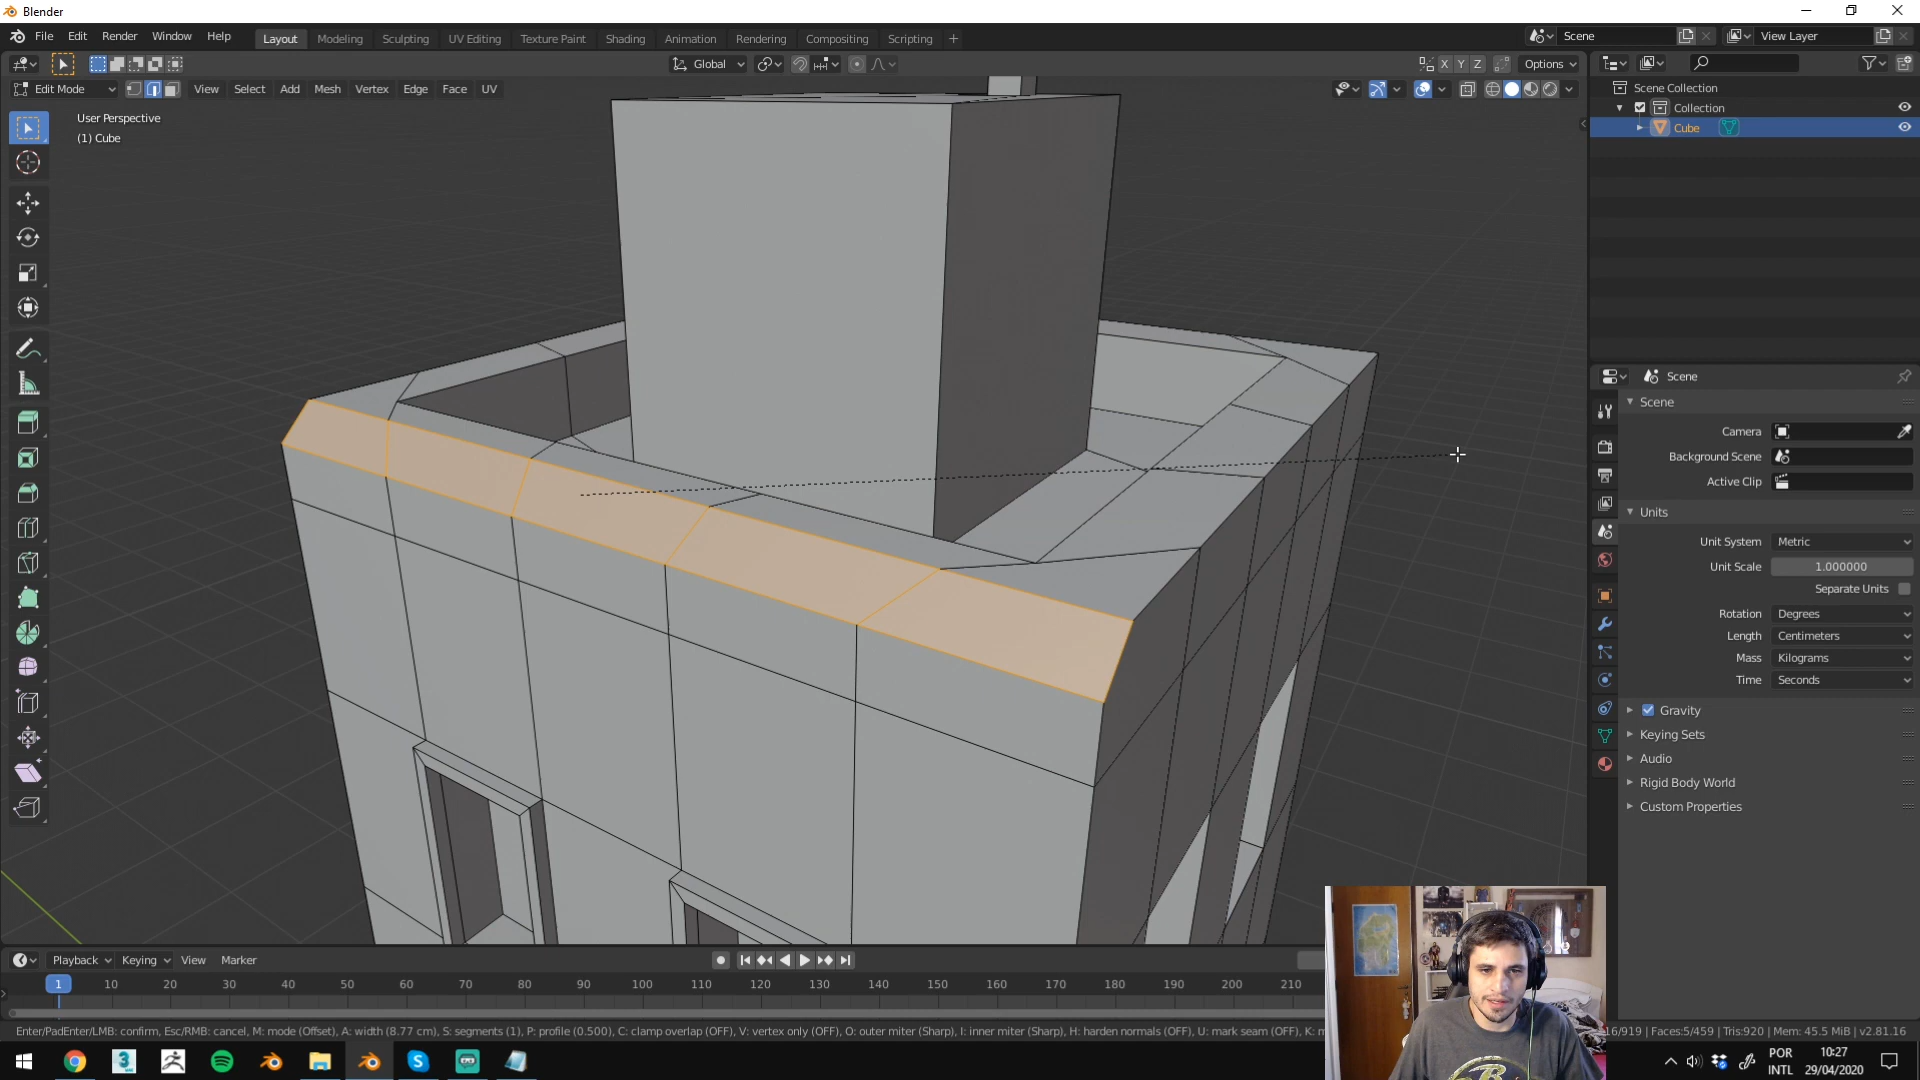 Blender
File Edit Render Window Help Layout Modeling Sculpting UV Editing Texture Paint Shading Animation Rendering Compositing Scripting + Scene View Layer
Global X Y Z Options
Edit Mode View Select Add Mesh Vertex Edge Face UV
User Perspective
(1) Cube
Scene Collection
Collection
Cube
Scene
Scene
Camera
Background Scene
Active Clip
Units
Unit System Metric
Unit Scale 1.000000
Separate Units
Rotation Degrees
Length Centimeters
Mass Kilograms
Time Seconds
Gravity
Keying Sets
Audio
Rigid Body World
Custom Properties
Playback Keying View Marker
1 10 20 30 40 50 60 70 80 90 100 110 120 130 140 150 160 170 180 190 200 210
Enter/PadEnter/LMB: confirm, Esc/RMB: cancel, M: mode (Offset), A: width (8.77 cm), S: segments (1), P: profile (0.500), C: clamp overlap (OFF), V: vertex only (OFF), O: outer miter (Sharp), I: inner miter (Sharp), H: harden normals (OFF), U: mark seam (OFF), K: m
16/919 | Faces:5/459 | Tris:920 | Mem: 45.5 MiB | v2.81.16
POR
INTL
10:27
29/04/2020